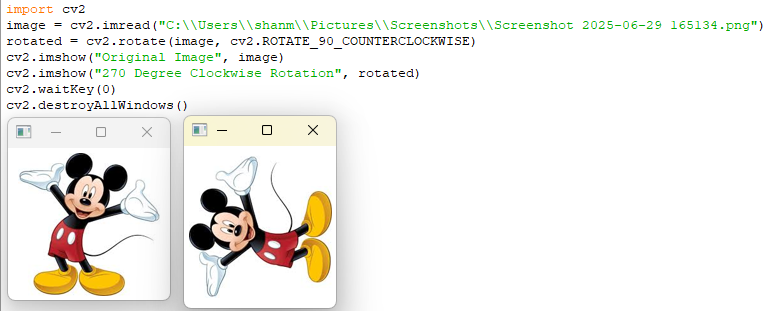 import cv2
image = cv2.imread("C:\\Users\\shanm\\Pictures\\Screenshots\\Screenshot 2025-06-29 165134.png")
rotated = cv2.rotate(image, cv2.ROTATE_90_COUNTERCLOCKWISE)
cv2.imshow("Original Image", image)
cv2.imshow("270 Degree Clockwise Rotation", rotated)
cv2.waitKey(0)
cv2.destroyAllWindows()